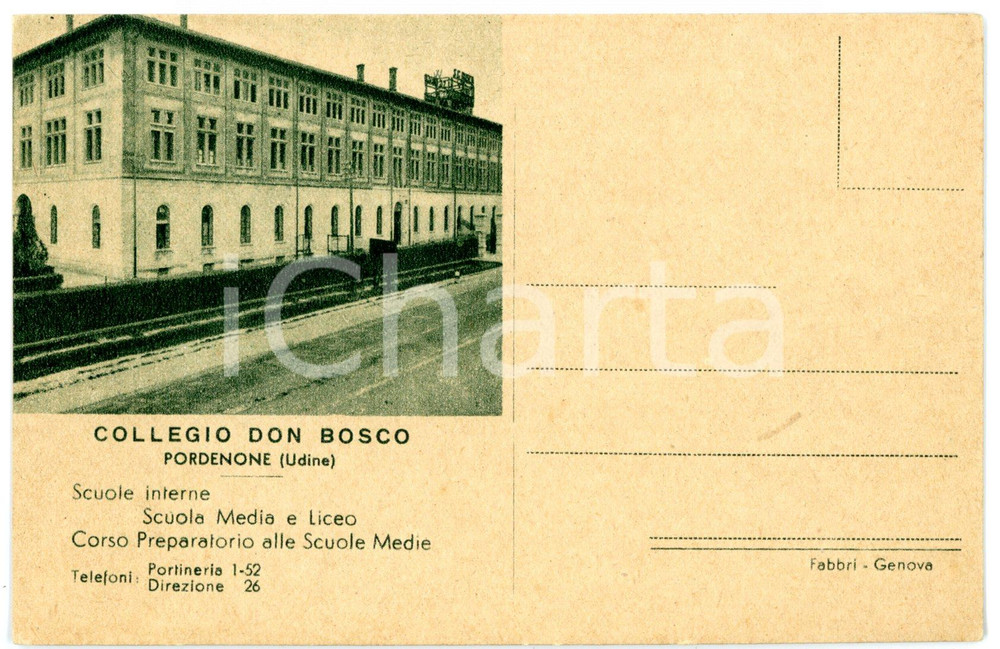 COLLEGIO DON BOSCO
PORDENONE (Udine)
Scuole interne
Scuola Media e Liceo
Corso Preparatorio alle Scuole Medie
Telefoni: Portineria 1-52
Direzione 26
Fabbri - Genova
iCharta